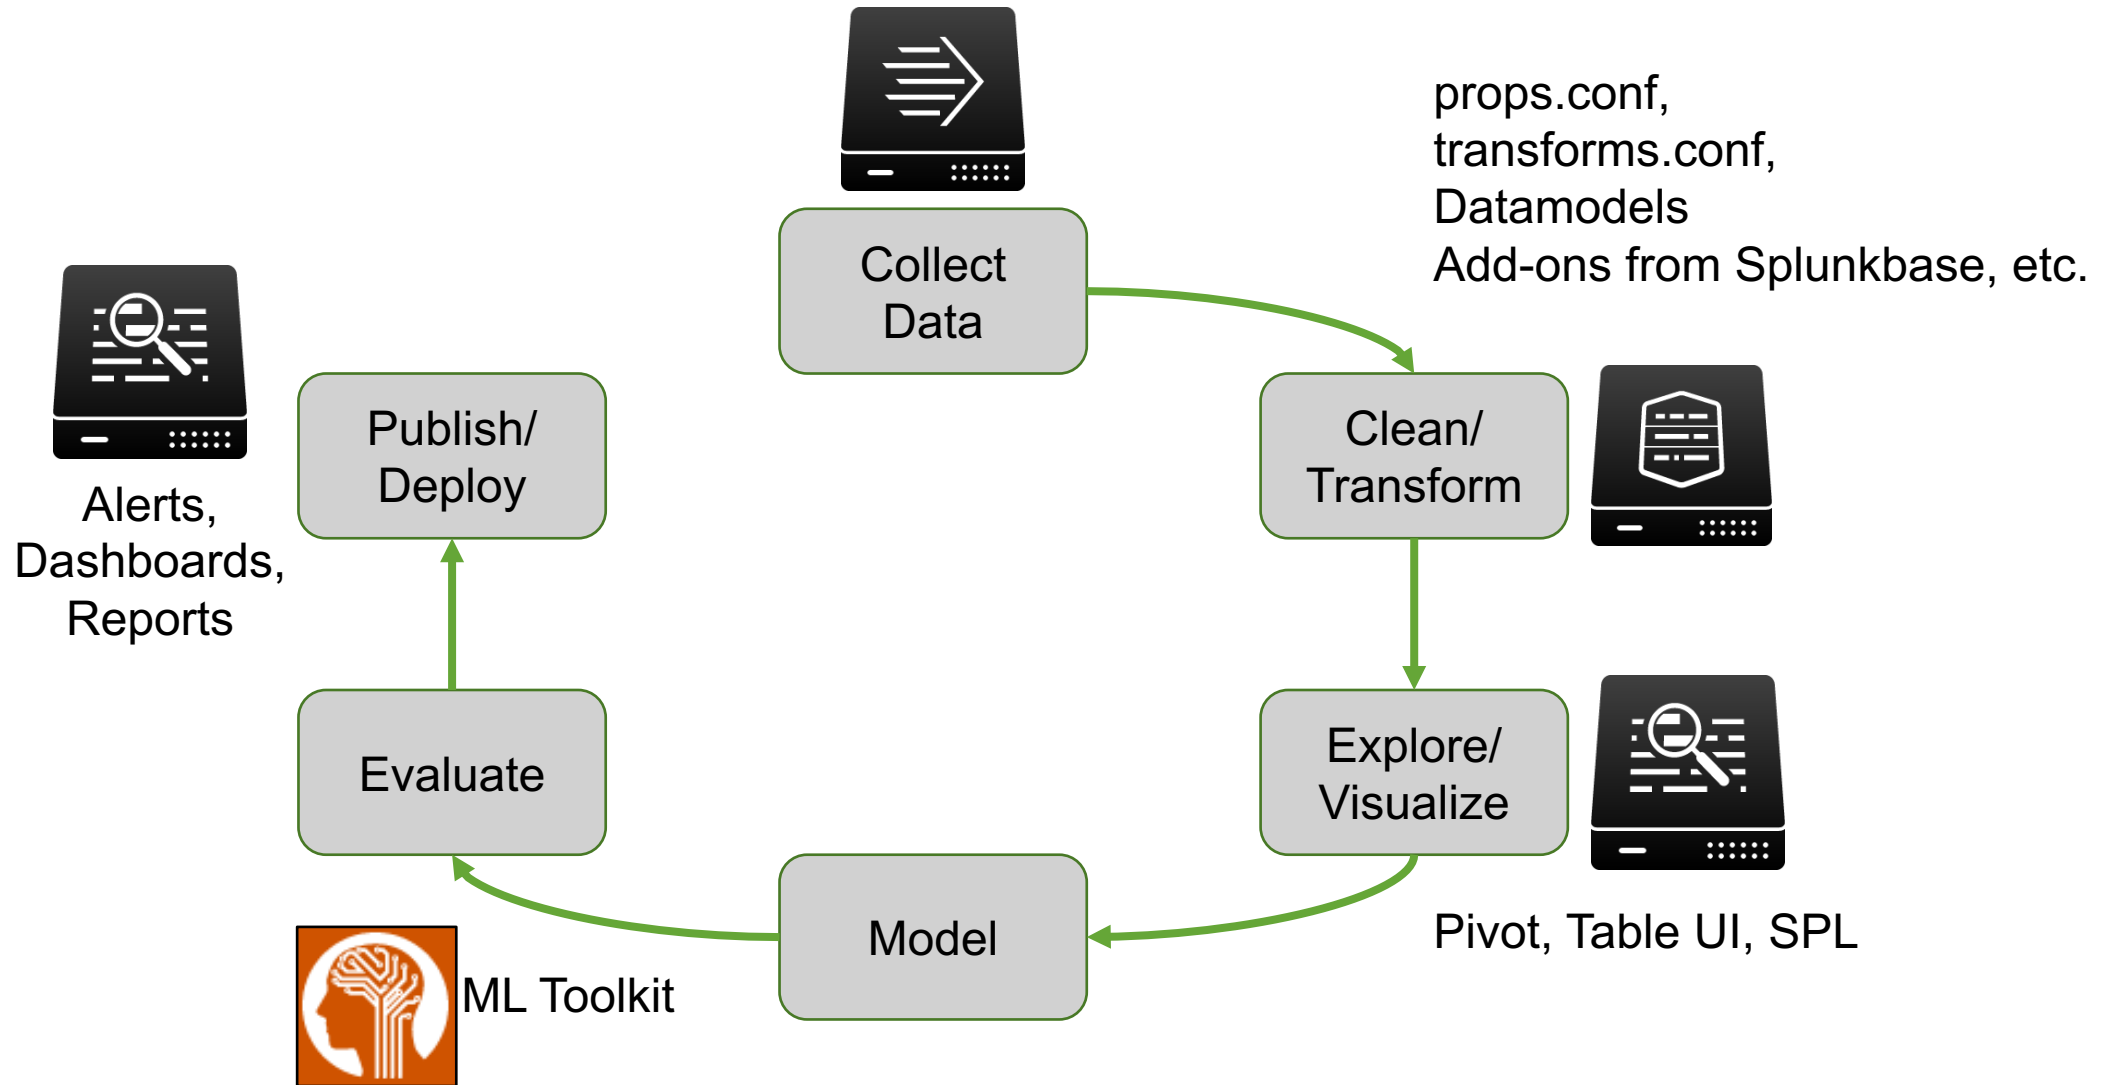 props.conf,
transforms.conf,
Datamodels
Add-ons from Splunkbase, etc.
Collect
Data
Clean/
Transform
Explore/
Visualize
Pivot, Table UI, SPL
Model
ML Toolkit
Evaluate
Publish/
Deploy
Alerts,
Dashboards,
Reports